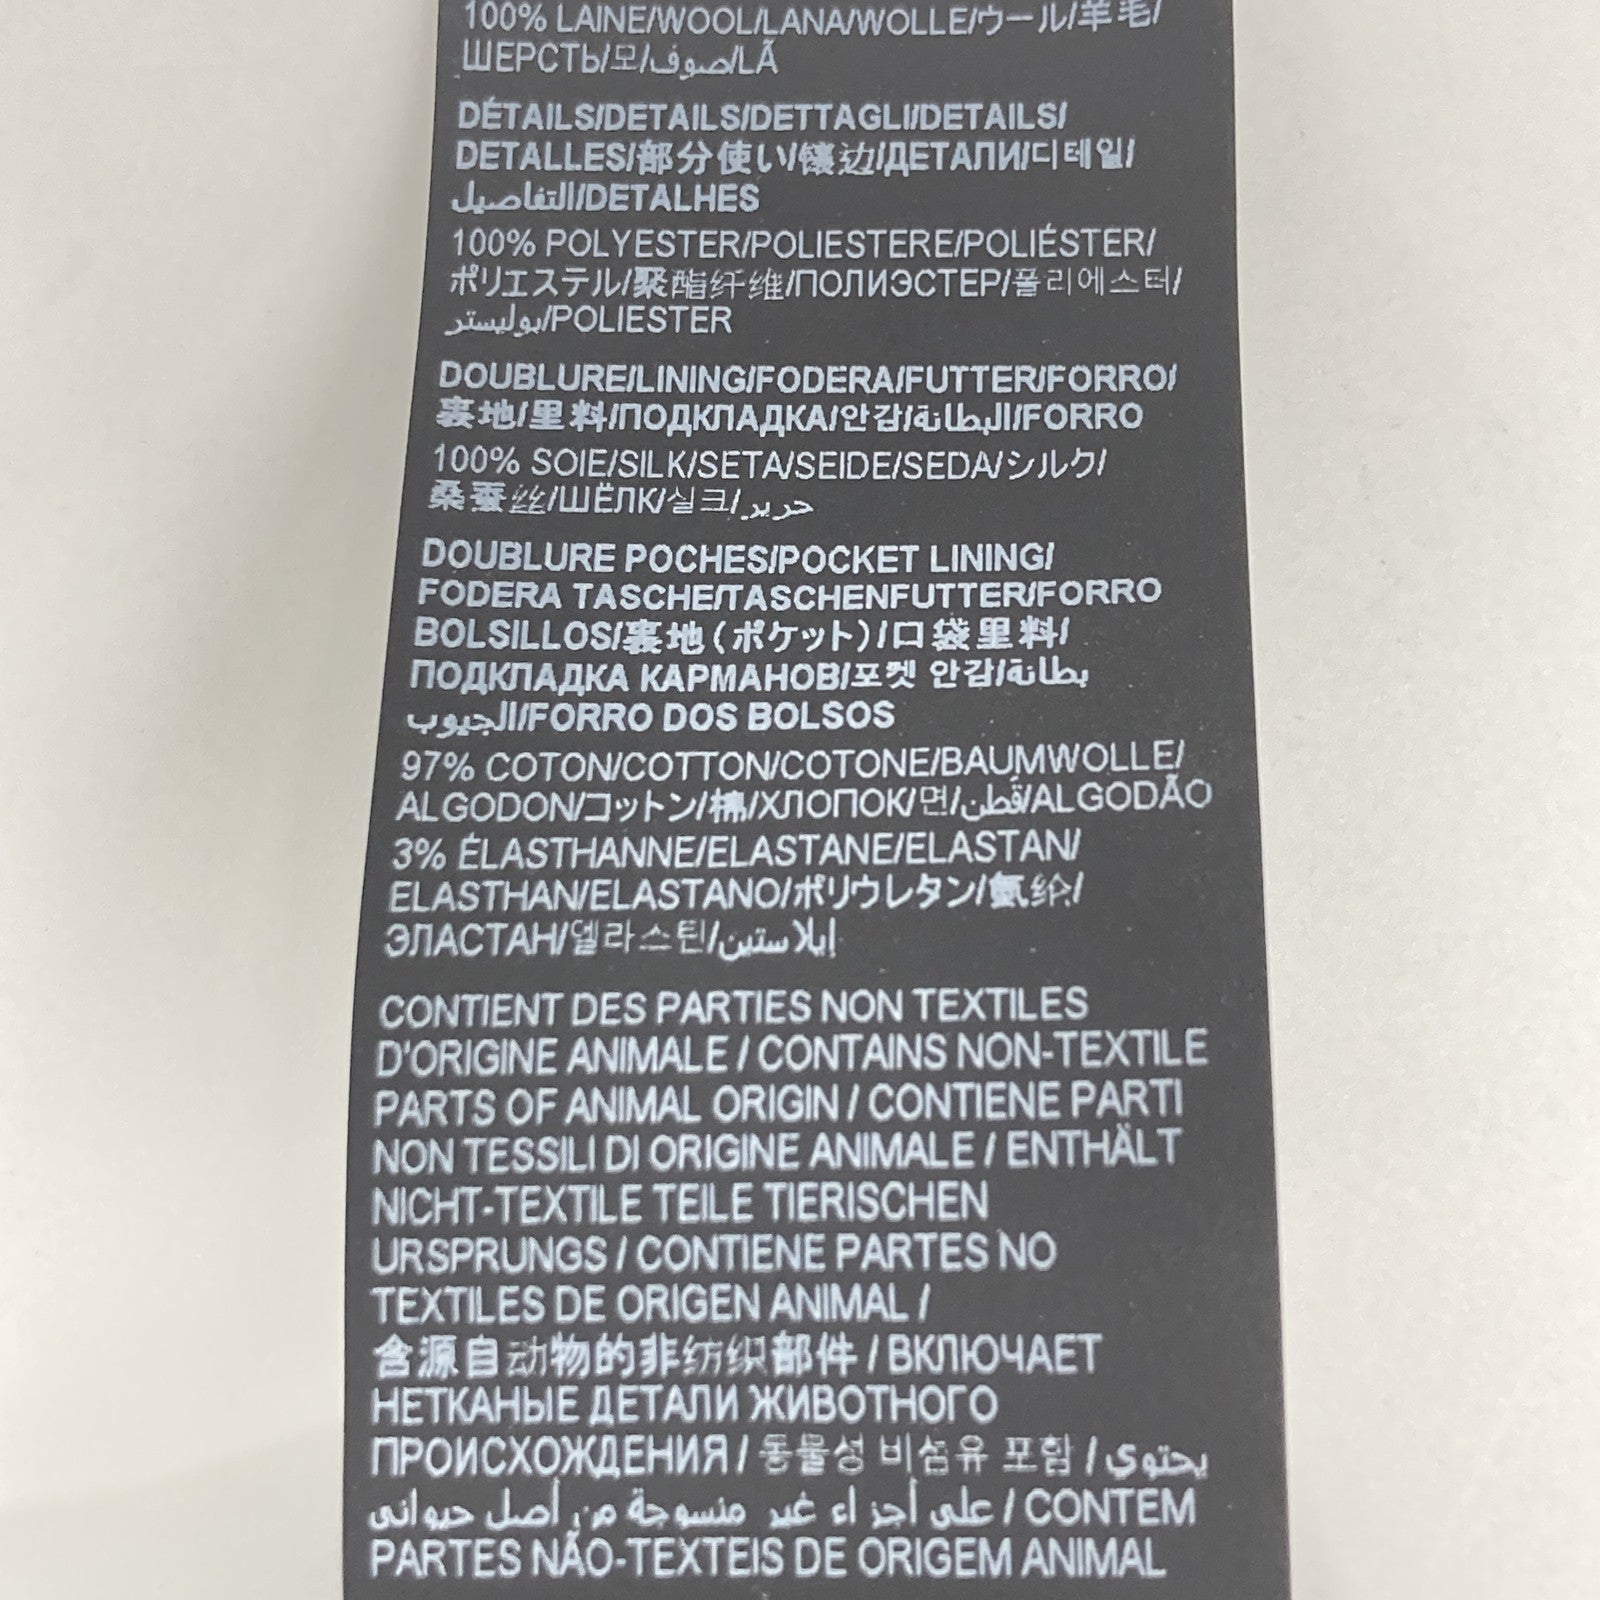 100% LAINE/WOOL/LANA/WOLLE/ウール/羊毛/
ШЕРСТЬ/모/صوف/LÃ
DÉTAILS/DETAILS/DETTAGLI/DETAILS/
DETALLES/部分使い/镶边/ДЕТАЛИ/디테일/
التفاصيل/DETALHES
100% POLYESTER/POLIESTERE/POLIÉSTER/
ポリエステル/聚酯纤维/ПОЛИЭСТЕР/폴리에스터/
بوليستر/POLIESTER
DOUBLURE/LINING/FODERA/FUTTER/FORRO/
裏地/里料/ПОДКЛАДКА/안감/البطانة/FORRO
100% SOIE/SILK/SETA/SEIDE/SEDA/シルク/
桑蚕丝/ШЁЛК/실크/حرير
DOUBLURE POCHES/POCKET LINING/
FODERA TASCHE/TASCHENFUTTER/FORRO
BOLSILLOS/裏地(ポケット)/口袋里料/
ПОДКЛАДКА КАРМАНОВ/포켓 안감/بطانة
الجيوب/FORRO DOS BOLSOS
97% COTON/COTTON/COTONE/BAUMWOLLE/
ALGODON/コットン/棉/ХЛОПОК/면/قطن/ALGODÃO
3% ÉLASTHANNE/ELASTANE/ELASTAN/
ELASTHAN/ELASTANO/ポリウレタン/氨纶/
ЭЛАСТАН/엘라스틴/إيلاستين
CONTIENT DES PARTIES NON TEXTILES
D'ORIGINE ANIMALE / CONTAINS NON-TEXTILE
PARTS OF ANIMAL ORIGIN / CONTIENE PARTI
NON TESSILI DI ORIGINE ANIMALE / ENTHÄLT
NICHT-TEXTILE TEILE TIERISCHEN
URSPRUNGS / CONTIENE PARTES NO
TEXTILES DE ORIGEN ANIMAL /
含源自动物的非纺织部件 / ВКЛЮЧАЕТ
НЕТКАНЫЕ ДЕТАЛИ ЖИВОТНОГО
ПРОИСХОЖДЕНИЯ / 동물성 비섬유 포함 / يحتوي
على أجزاء غير منسوجة من أصل حيواني / CONTEM
PARTES NÃO-TEXTEIS DE ORIGEM ANIMAL